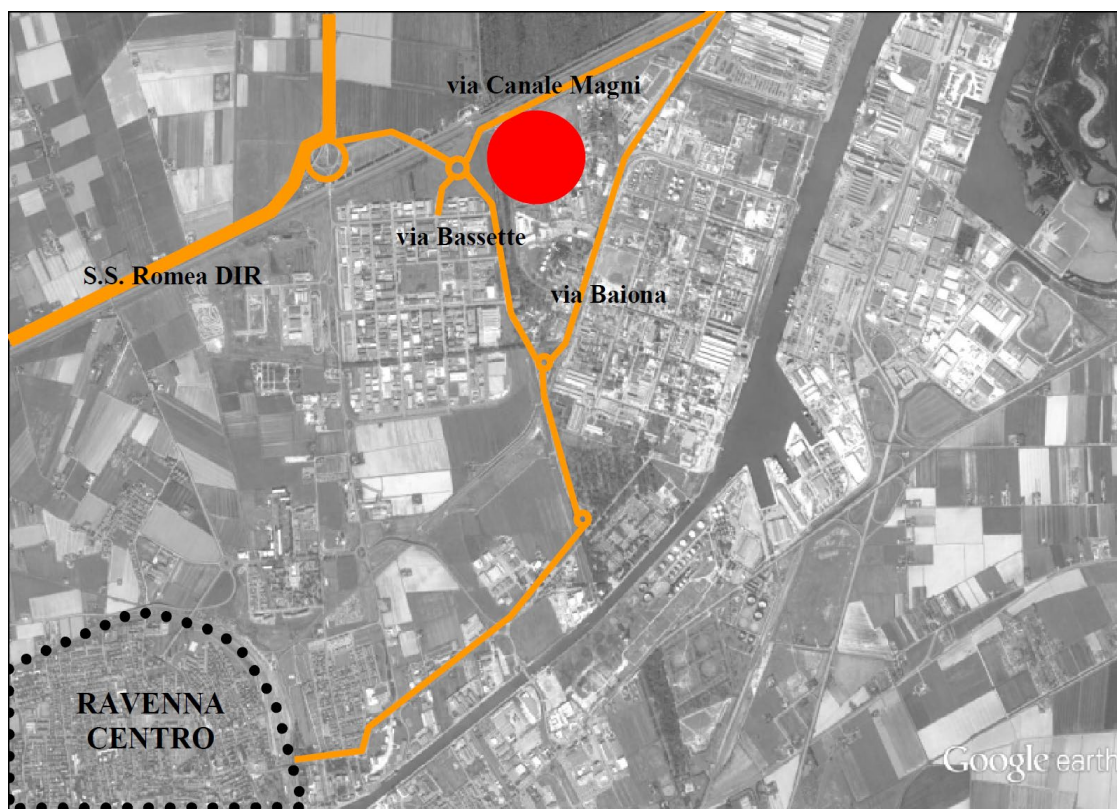 via Canale Magni
via Bassette
S.S. Romea DIR
via Baiona
RAVENNA
CENTRO
Google earth